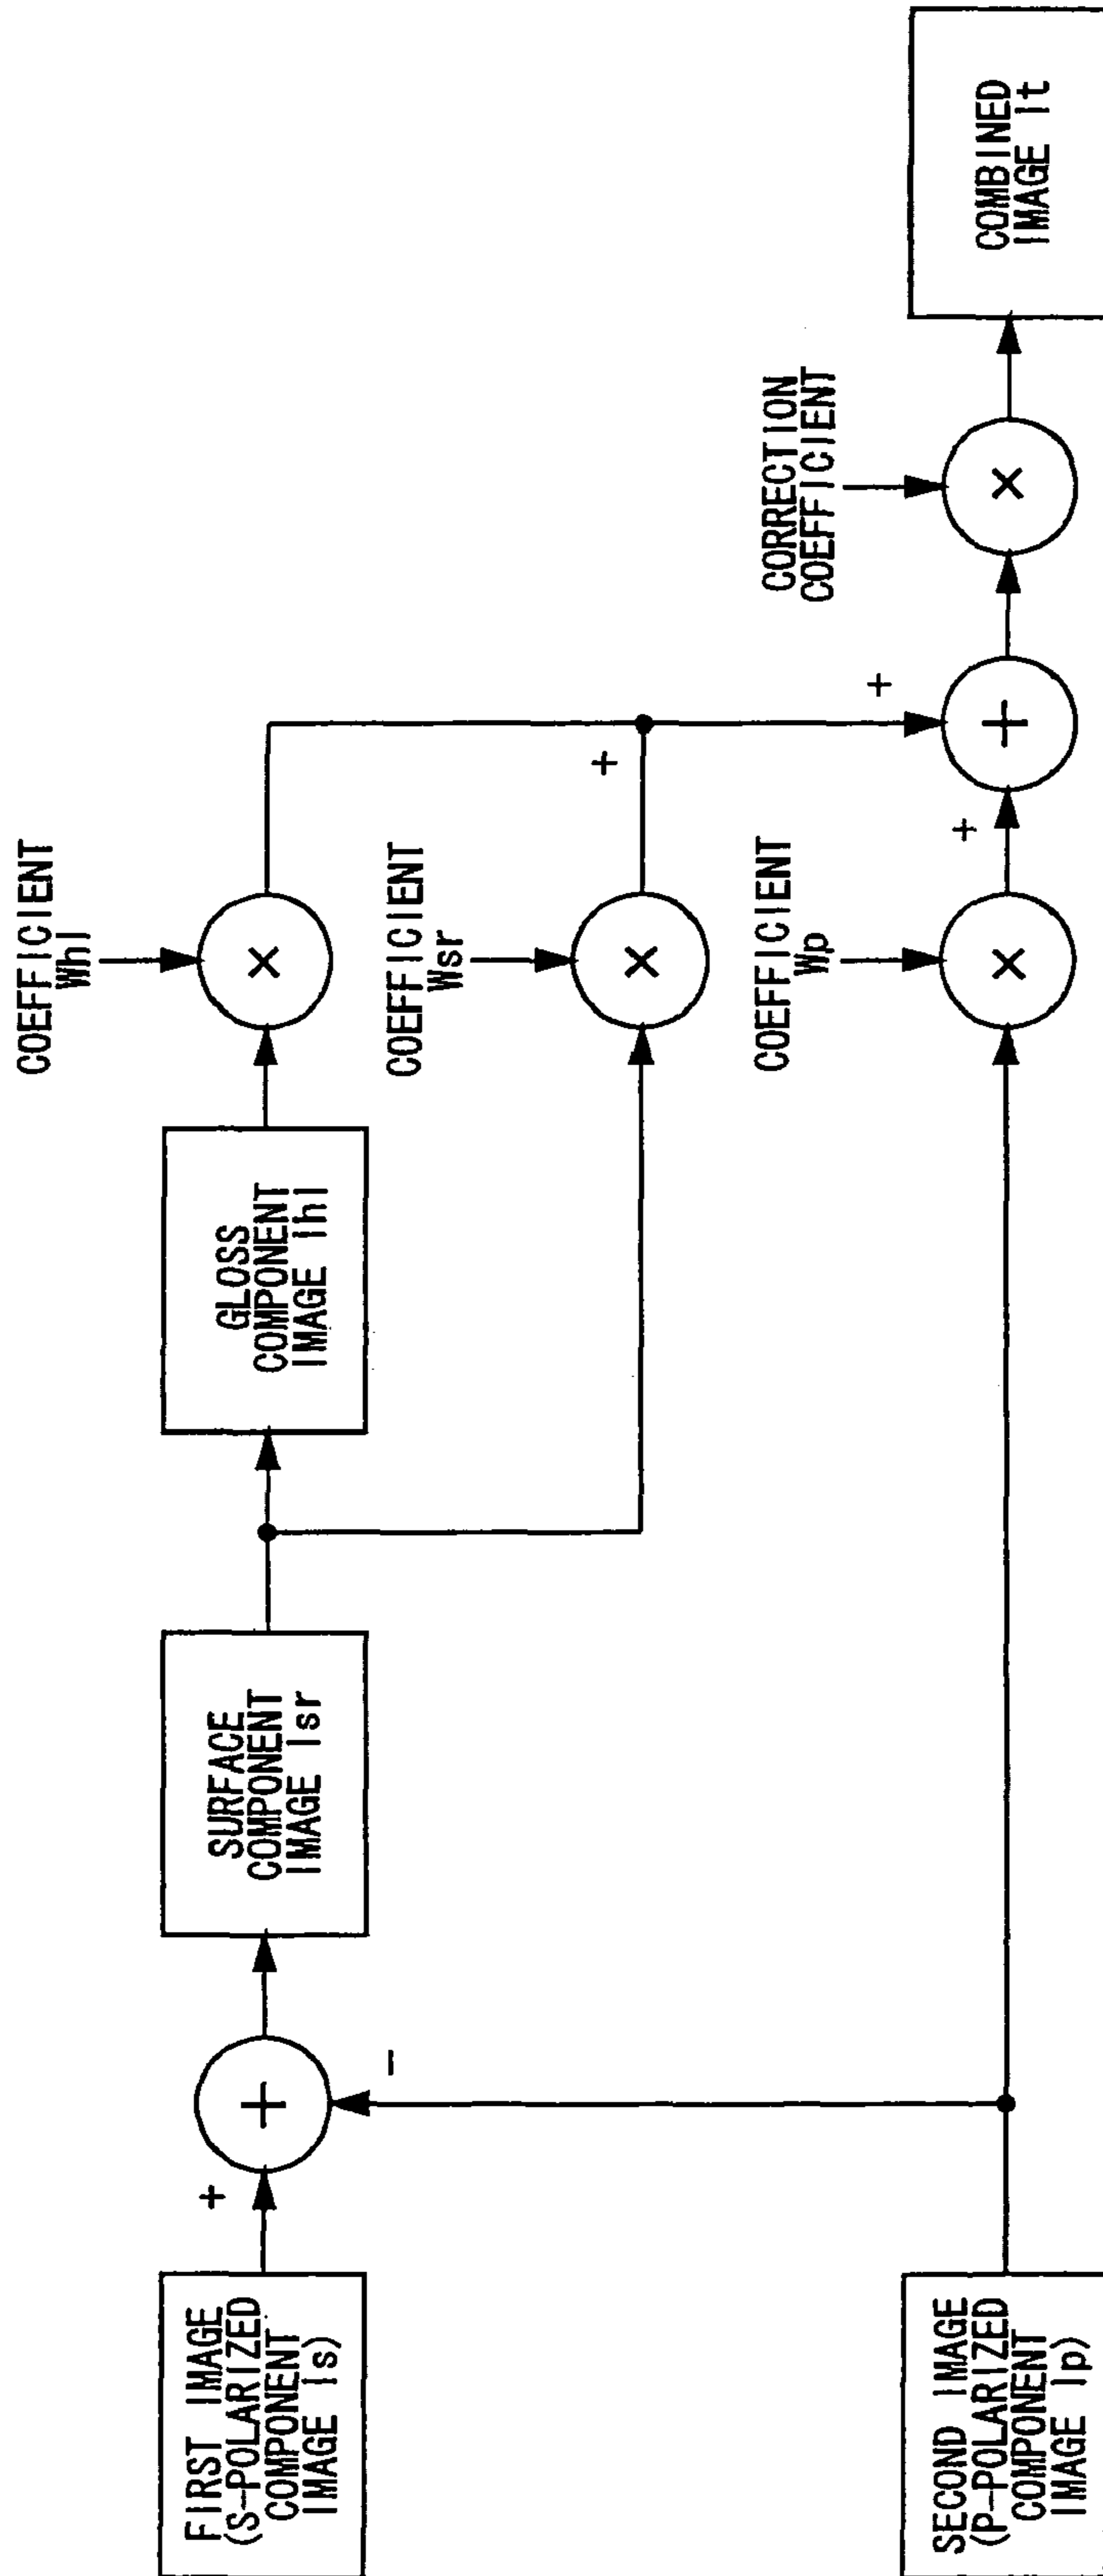 FIRST IMAGE
(S-POLARIZED
COMPONENT
IMAGE Is)
+
+
-
SURFACE
COMPONENT
IMAGE Isr
GLOSS
COMPONENT
IMAGE Ihl
COEFFICIENT
Whl
×
COEFFICIENT
Wsr
×
+
SECOND IMAGE
(P-POLARIZED
COMPONENT
IMAGE Ip)
COEFFICIENT
Wp
×
+
+
+
CORRECTION
COEFFICIENT
×
COMBINED
IMAGE It